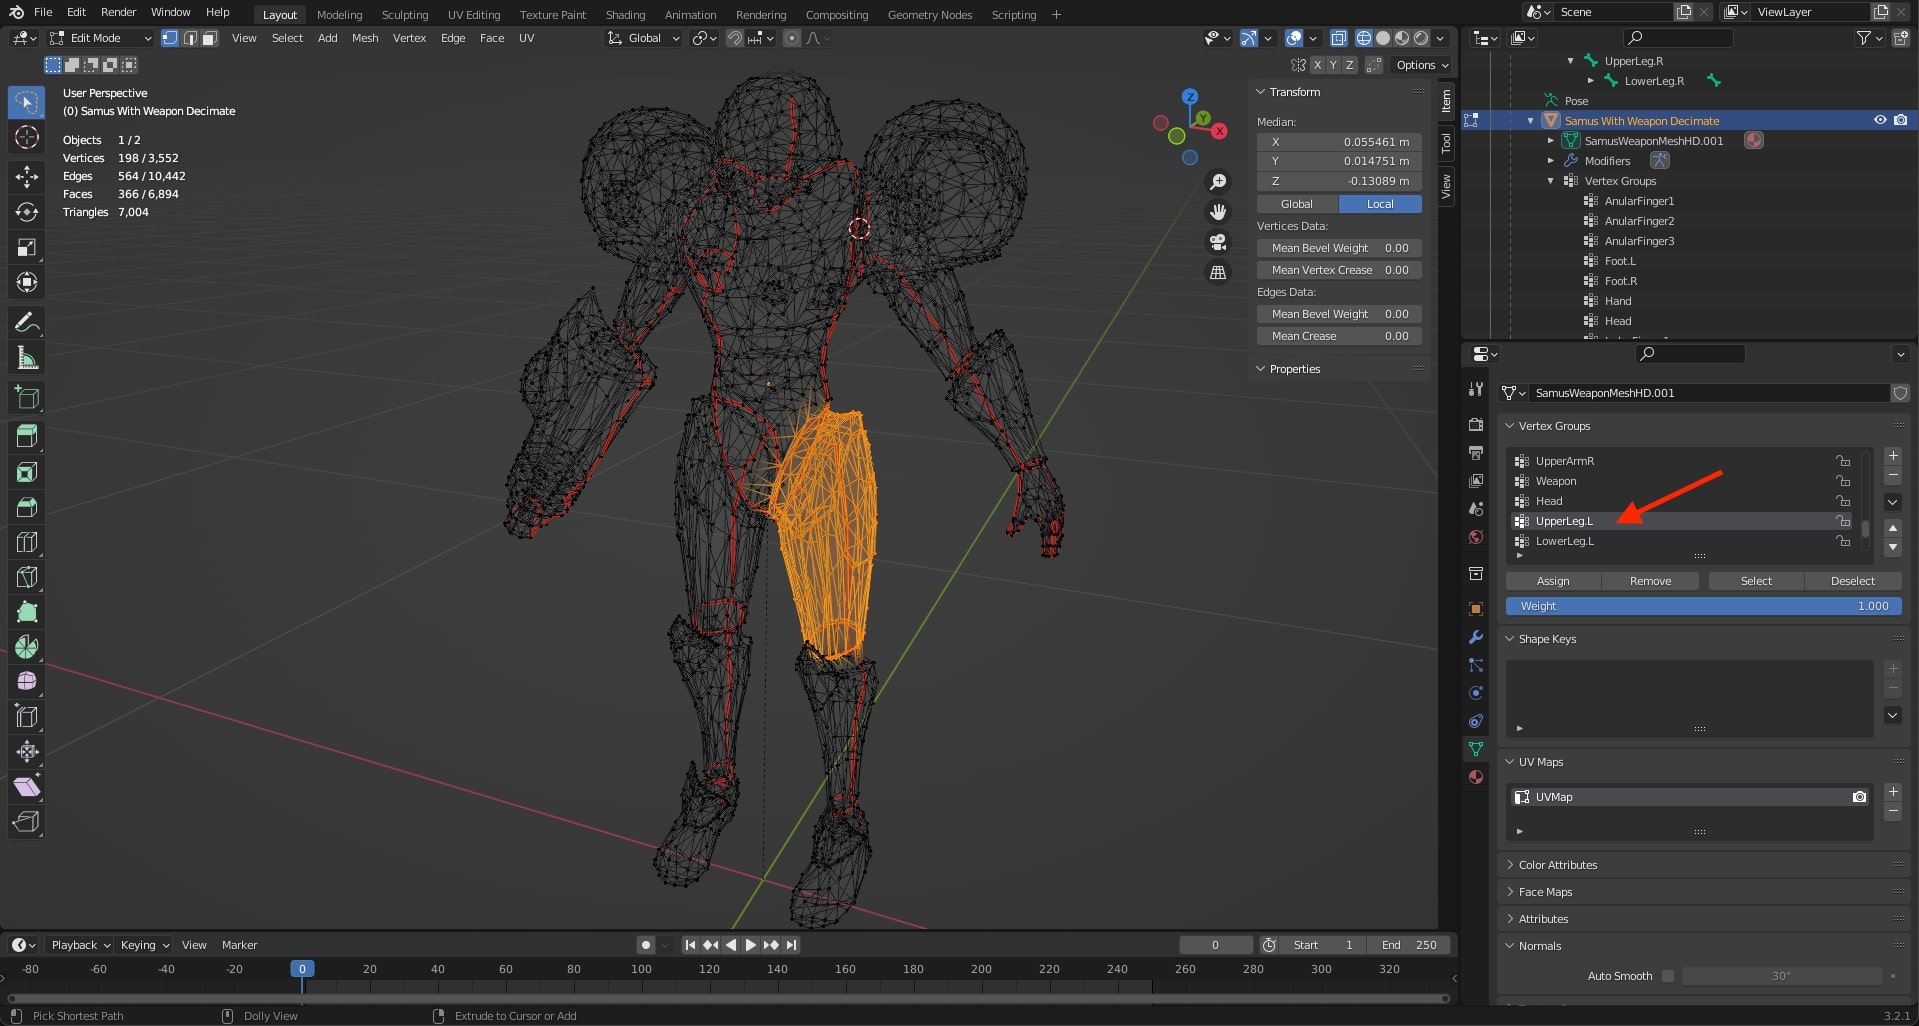 File Edit Render Window Help
Layout Modeling Sculpting UV Editing Texture Paint Shading Animation Rendering Compositing Geometry Nodes Scripting +
Scene
ViewLayer
Edit Mode
View Select Add Mesh Vertex Edge Face UV
Global
X Y Z
Options
User Perspective
(0) Samus With Weapon Decimate
Objects 1 / 2
Vertices 198 / 3,552
Edges 564 / 10,442
Faces 366 / 6,894
Triangles 7,004
Z
Y
X
Transform
Median:
X 0.055461 m
Y 0.014751 m
Z -0.13089 m
Global Local
Vertices Data:
Mean Bevel Weight 0.00
Mean Vertex Crease 0.00
Edges Data:
Mean Bevel Weight 0.00
Mean Crease 0.00
Properties
Item
Tool
View
UpperLeg.R
LowerLeg.R
Pose
Samus With Weapon Decimate
SamusWeaponMeshHD.001
Modifiers
Vertex Groups
AnularFinger1
AnularFinger2
AnularFinger3
Foot.L
Foot.R
Hand
Head
SamusWeaponMeshHD.001
Vertex Groups
UpperArmR
Weapon
Head
UpperLeg.L
LowerLeg.L
Assign Remove Select Deselect
Weight 1.000
Shape Keys
UV Maps
UVMap
Color Attributes
Face Maps
Attributes
Normals
Auto Smooth 30°
Playback Keying View Marker
0
Start 1
End 250
-80 -60 -40 -20 0 20 40 60 80 100 120 140 160 180 200 220 240 260 280 300 320
Pick Shortest Path
Dolly View
Extrude to Cursor or Add
3.2.1